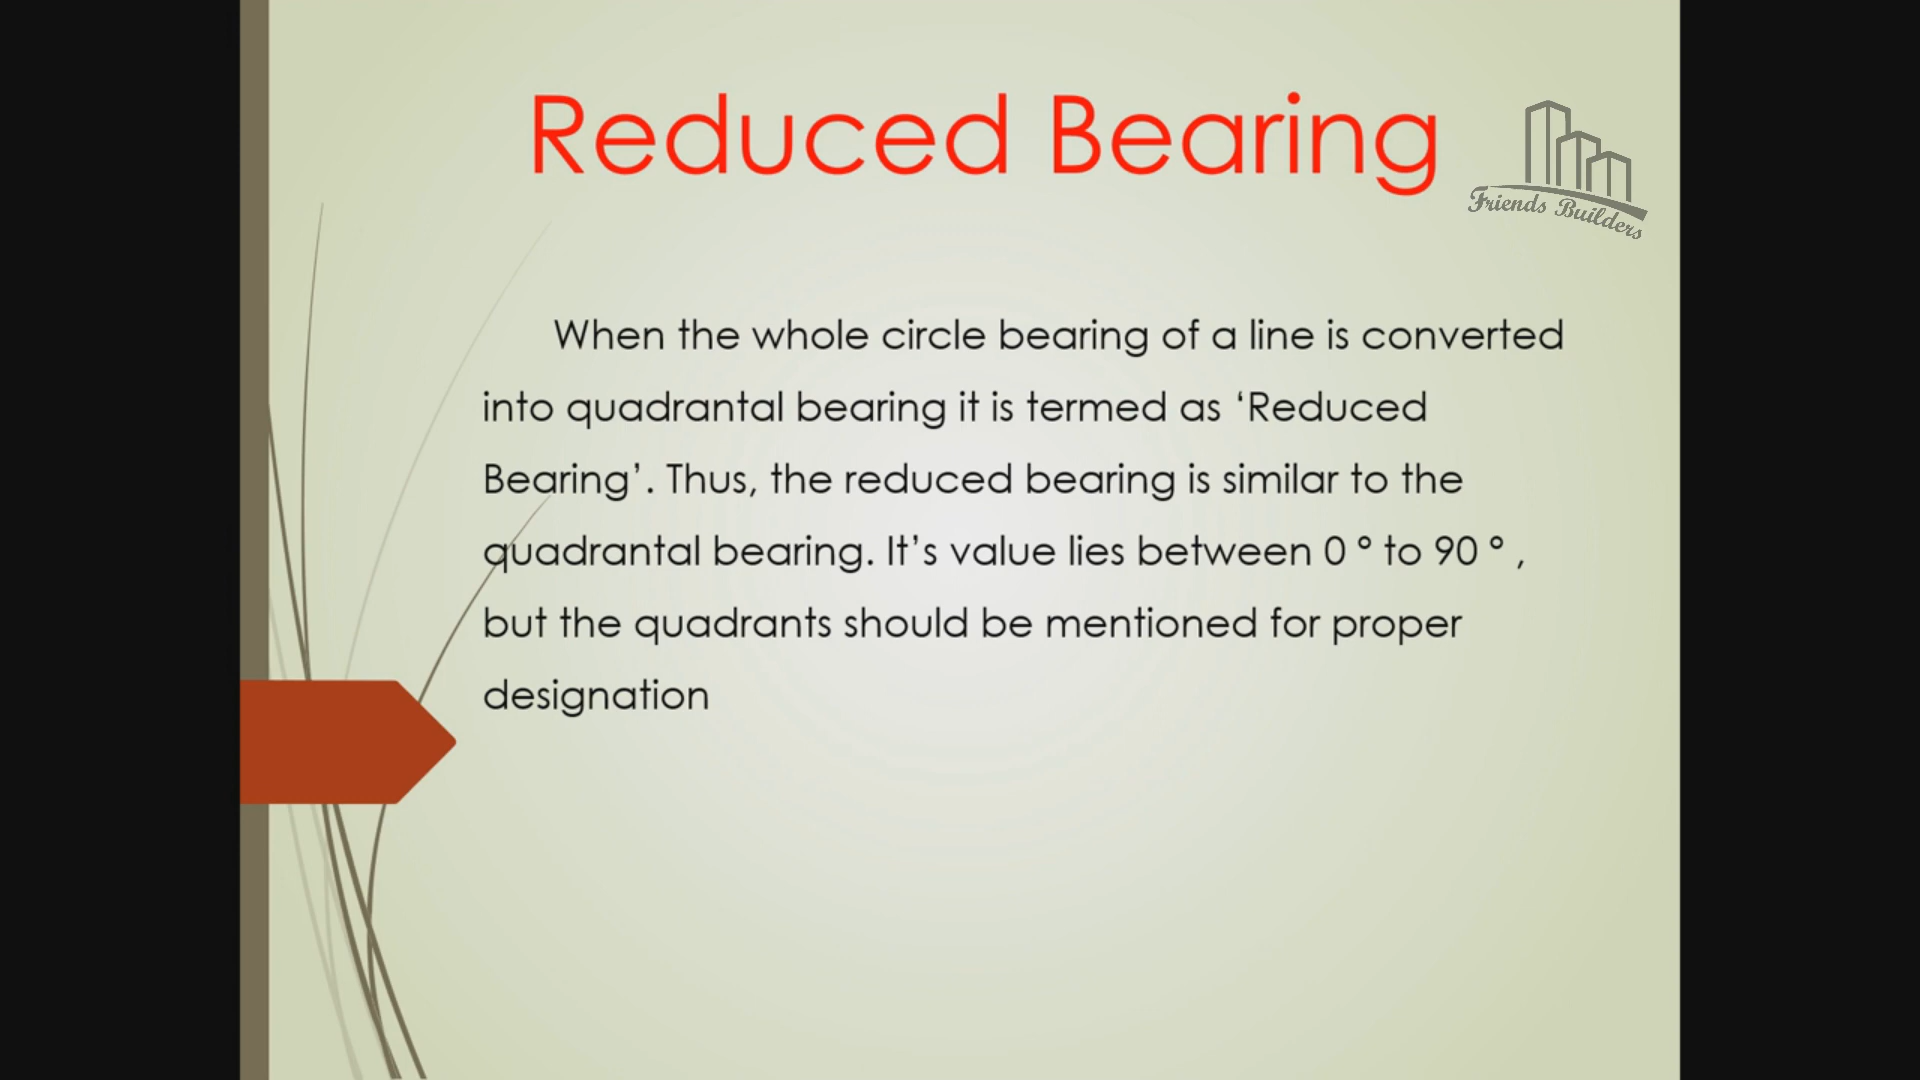 Reduced Bearing
Friends Builders
When the whole circle bearing of a line is converted
into quadrantal bearing it is termed as ‘Reduced
Bearing’. Thus, the reduced bearing is similar to the
quadrantal bearing. It’s value lies between 0 ° to 90 ° ,
but the quadrants should be mentioned for proper
designation